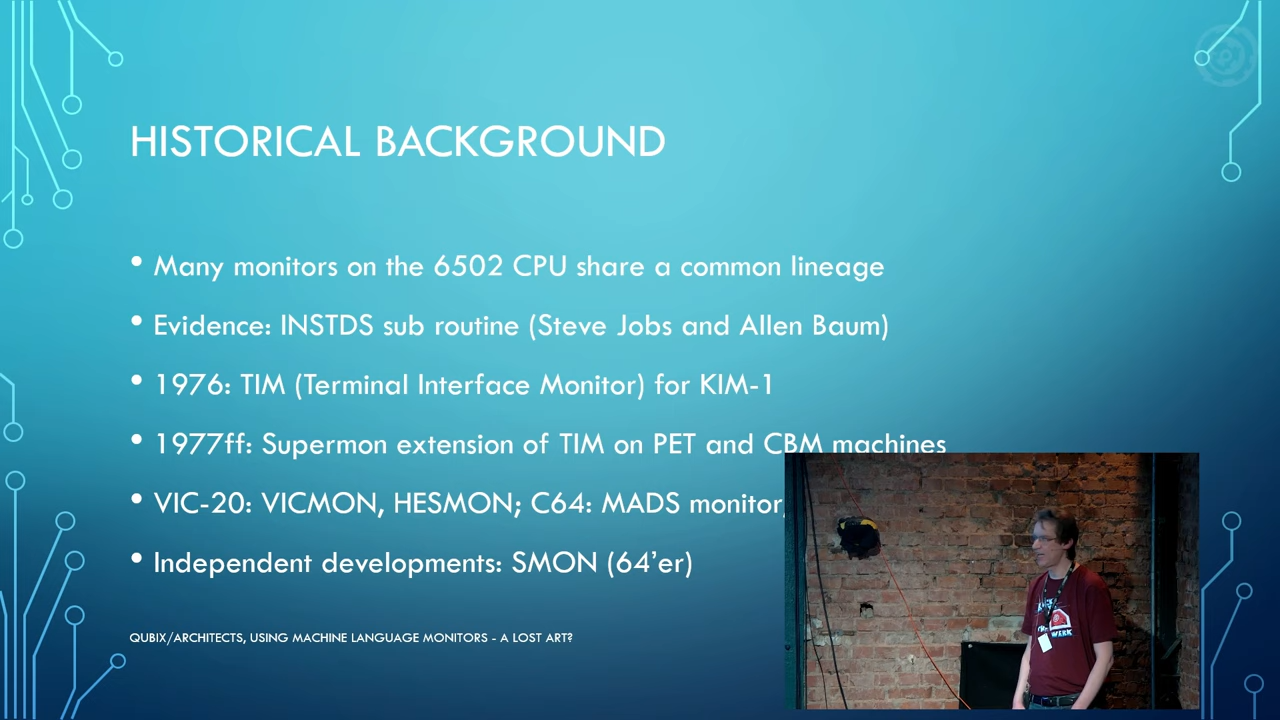 HISTORICAL BACKGROUND
• Many monitors on the 6502 CPU share a common lineage
• Evidence: INSTDS sub routine (Steve Jobs and Allen Baum)
• 1976: TIM (Terminal Interface Monitor) for KIM-1
• 1977ff: Supermon extension of TIM on PET and CBM machines
• VIC-20: VICMON, HESMON; C64: MADS monitor,
• Independent developments: SMON (64’er)
QUBIX/ARCHITECTS, USING MACHINE LANGUAGE MONITORS - A LOST ART?
WERK